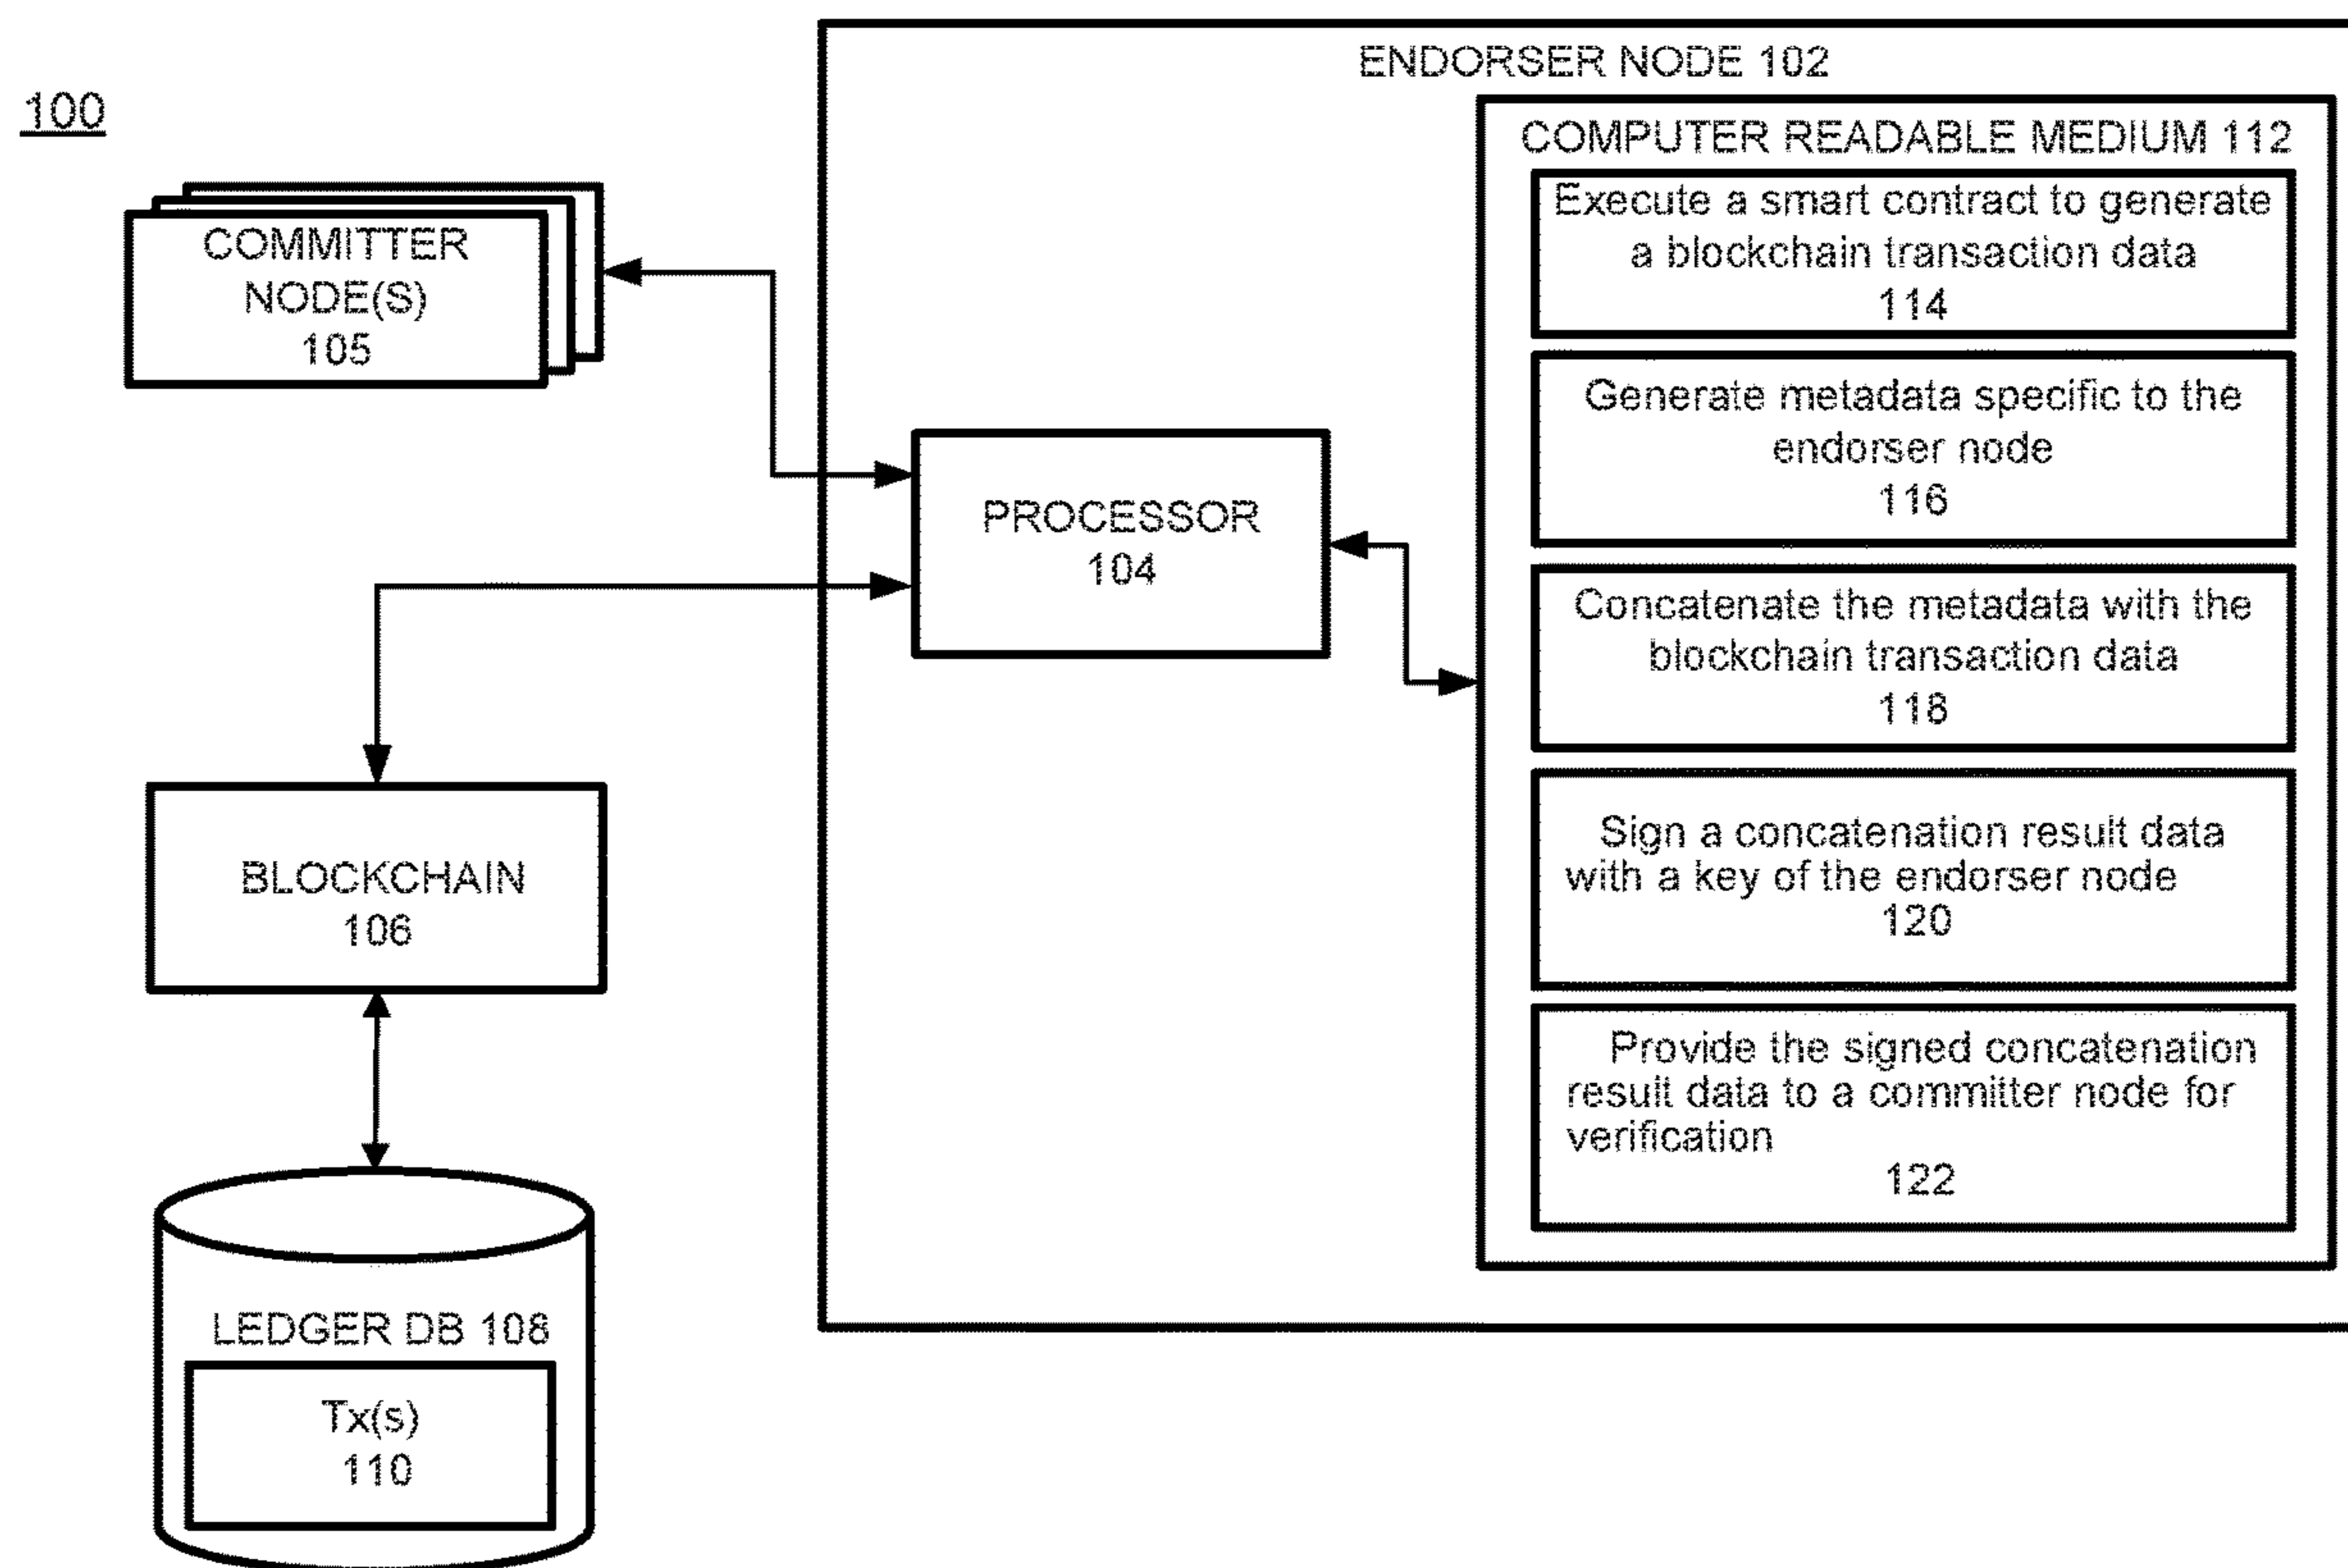 100
COMMITTER
NODE(S)
105
BLOCKCHAIN
106
LEDGER DB 108
Tx(s)
110
ENDORSER NODE 102
PROCESSOR
104
COMPUTER READABLE MEDIUM 112
Execute a smart contract to generate
a blockchain transaction data
114
Generate metadata specific to the
endorser node
116
Concatenate the metadata with the
blockchain transaction data
118
Sign a concatenation result data
with a key of the endorser node
120
Provide the signed concatenation
result data to a committer node for
verification
122